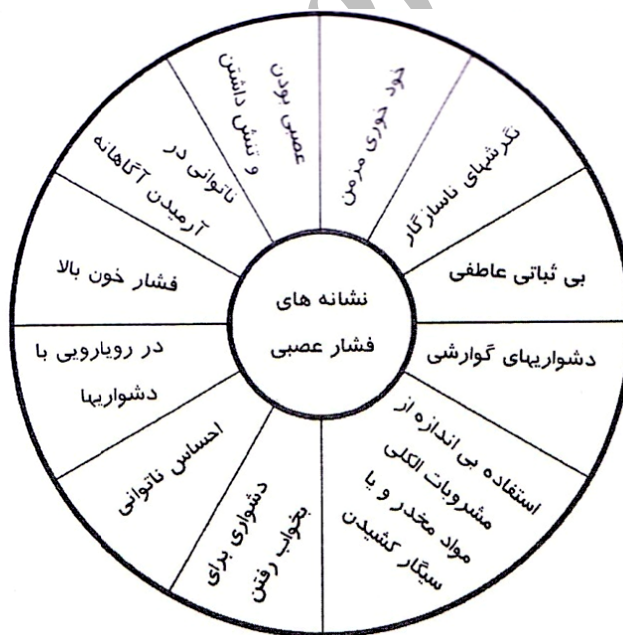 نشانه های
فشار عصبی
خود خوری مزمن
نگرشهای ناسازگار
بی ثباتی عاطفی
دشواریهای گوارشی
استفاده بی اندازه از
مشروبات الکلی
مواد مخدر و یا
سیگار کشیدن
دشواری برای
بخواب رفتن
احساس ناتوانی
در رویارویی با
دشواریها
فشار خون بالا
ناتوانی در
آرمیدن آگاهانه
عصبی بودن
و تنش داشتن